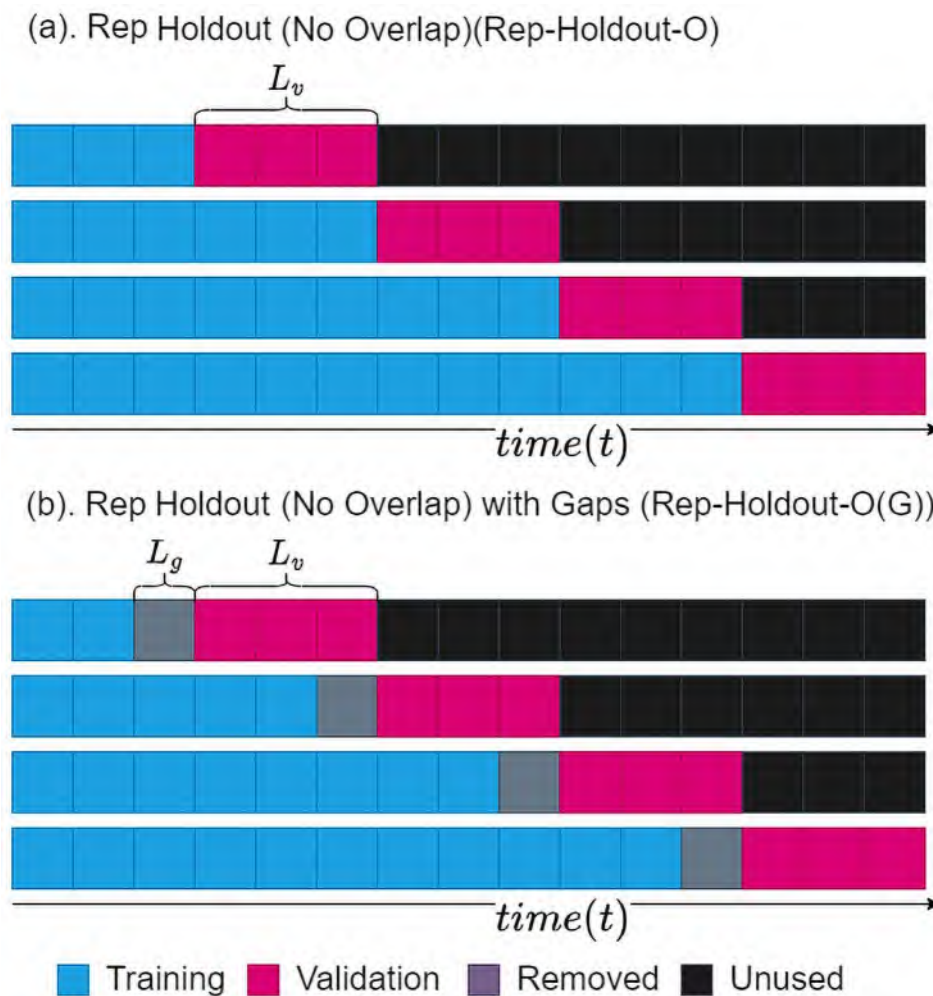 (a). Rep Holdout (No Overlap)(Rep-Holdout-O)
L_v
time(t)
(b). Rep Holdout (No Overlap) with Gaps (Rep-Holdout-O(G))
L_g L_v
time(t)
Training Validation Removed Unused